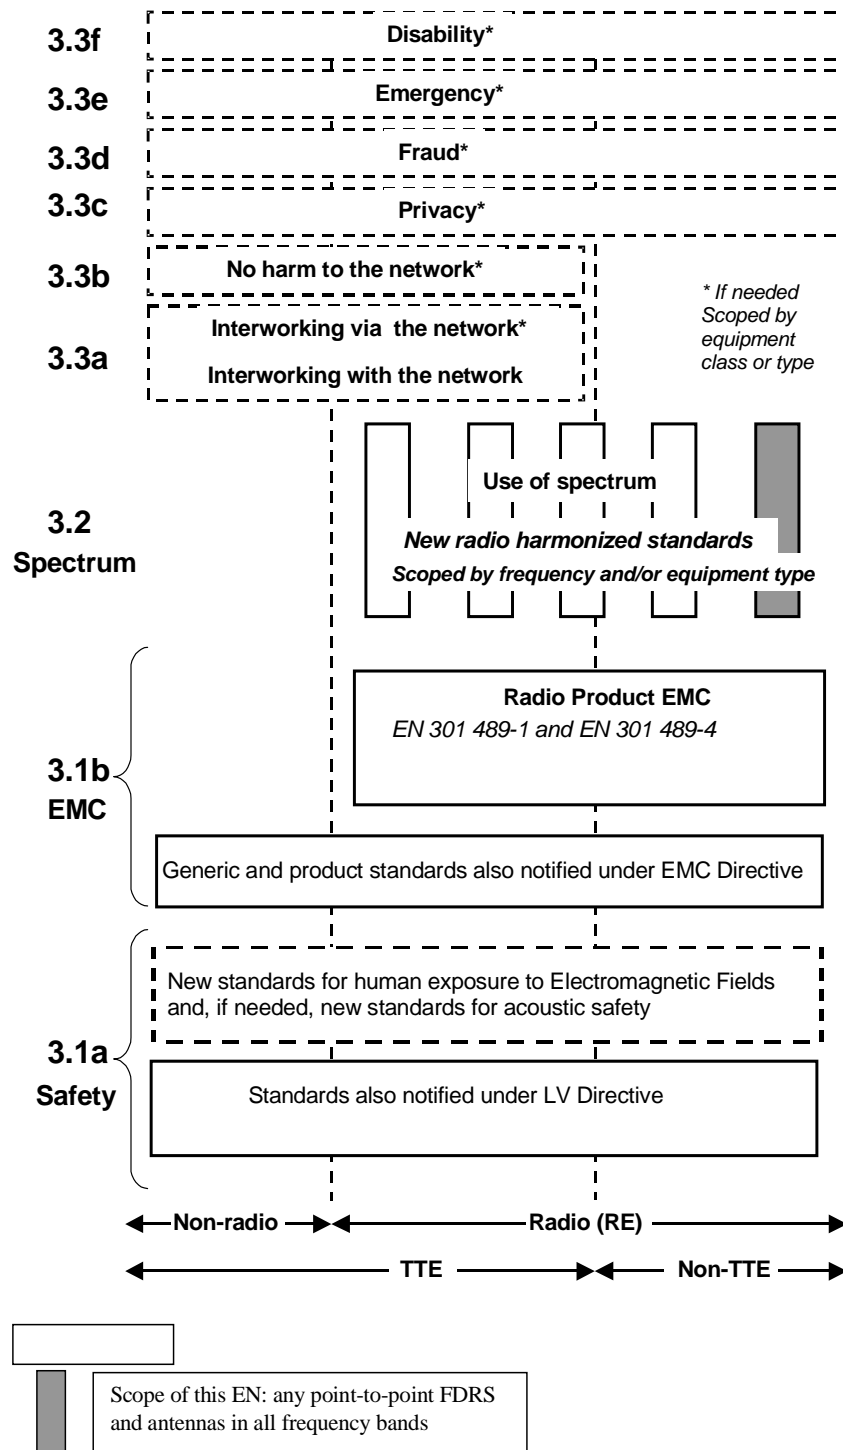 3.3f
Disability*
3.3e
Emergency*
3.3d
Fraud*
3.3c
Privacy*
3.3b
No harm to the network*
* If needed
Scoped by
equipment
class or type
3.3a
Interworking via the network*
Interworking with the network
3.2
Spectrum
Use of spectrum
New radio harmonized standards
Scoped by frequency and/or equipment type
3.1b
EMC
Radio Product EMC
EN 301 489-1 and EN 301 489-4
Generic and product standards also notified under EMC Directive
3.1a
Safety
New standards for human exposure to Electromagnetic Fields
and, if needed, new standards for acoustic safety
Standards also notified under LV Directive
Non-radio
Radio (RE)
TTE
Non-TTE
Scope of this EN: any point-to-point FDRS
and antennas in all frequency bands